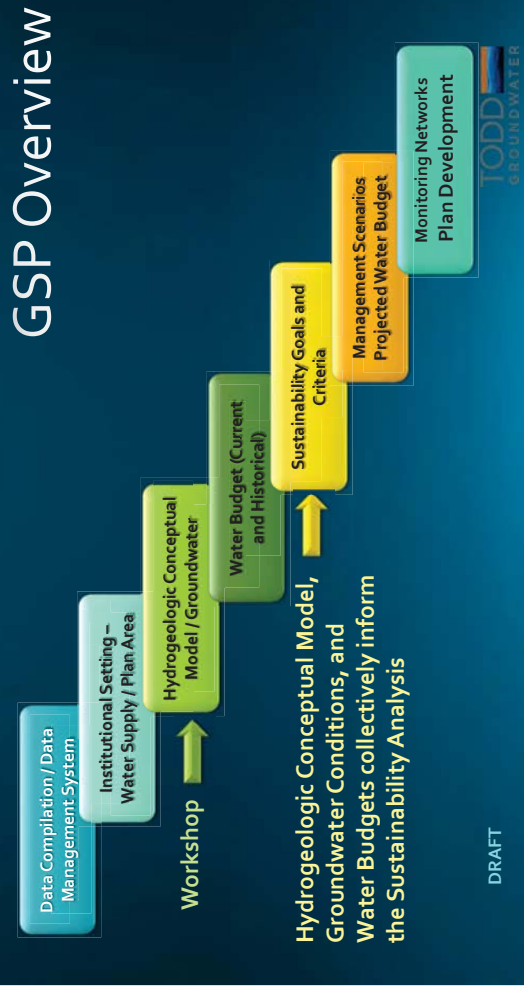 GSP Overview
Data Compilation / Data
Management System
Institutional Setting –
Water Supply / Plan Area
Workshop
Hydrogeologic Conceptual
Model / Groundwater
Water Budget (Current
and Historical)
Hydrogeologic Conceptual Model,
Groundwater Conditions, and
Water Budgets collectively inform
the Sustainability Analysis
Sustainability Goals and
Criteria
Management Scenarios
Projected Water Budget
Monitoring Networks
Plan Development
DRAFT
TODD
GROUNDWATER